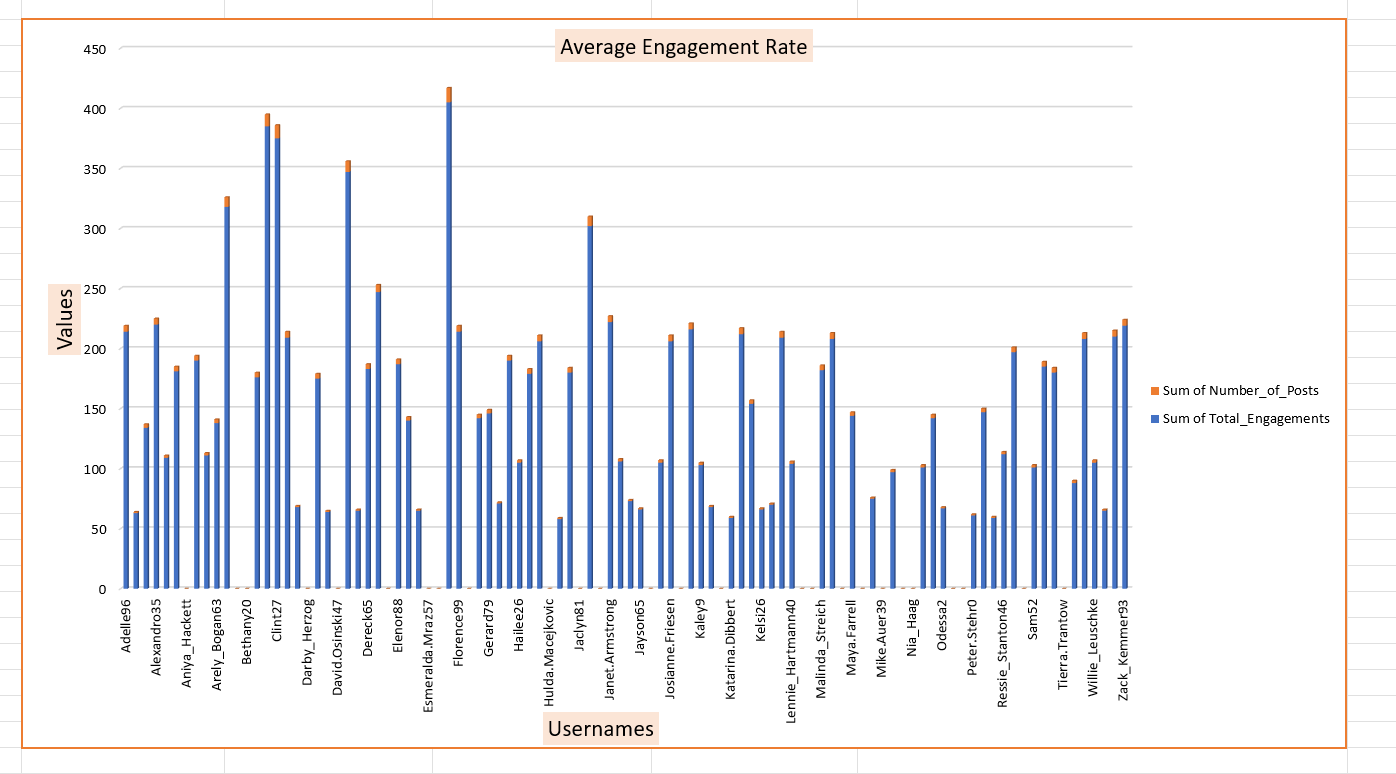 Average Engagement Rate
450
400
350
300
250
200
150
100
50
0
Values
Adelle96
Alexandro35
Aniya_Hackett
Arely_Bogan63
Bethany20
Clint27
Darby_Herzog
David.Osinski47
Dereck65
Elenor88
Esmeralda.Mraz57
Florence99
Gerard79
Hailee26
Hulda.Macejkovic
Jaclyn81
Janet.Armstrong
Jayson65
Josianne.Friesen
Kaley9
Katarina.Dibbert
Kelsi26
Lennie_Hartmann40
Malinda_Streich
Maya.Farrell
Mike.Auer39
Nia_Haag
Odessa2
Peter.Stehr0
Ressie_Stanton46
Sam52
Tierra.Trantow
Willie_Leuschke
Zack_Kemmer93
Usernames
Sum of Number_of_Posts
Sum of Total_Engagements